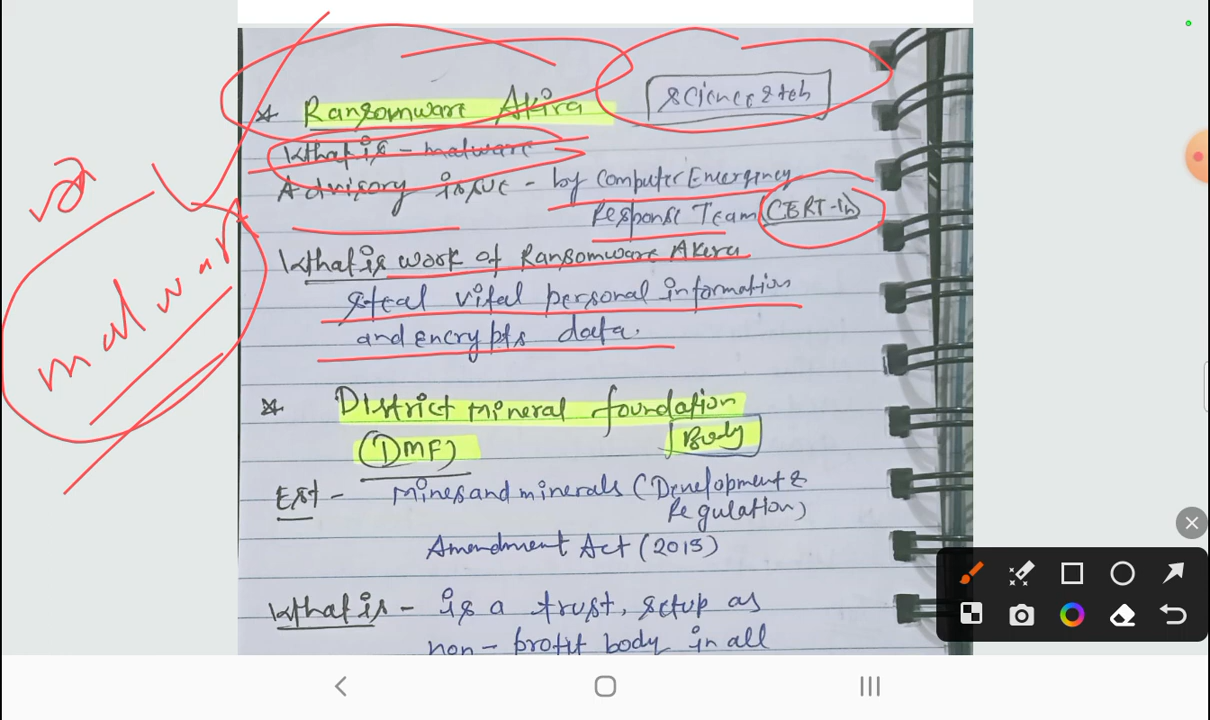 Ransomware Akira
Science & teh
What is - malware
Advisory issue - by Computer Emergency
Response Team (CERT-In)
What is work of Ransomware Akira
Steal vital personal information
and encrypts data.
malware
District mineral foundation
(DMF)
Body
Est - Mines and minerals (Development &
Regulation)
Amendment Act (2015)
What is - is a trust, setup as
non-profit body in all